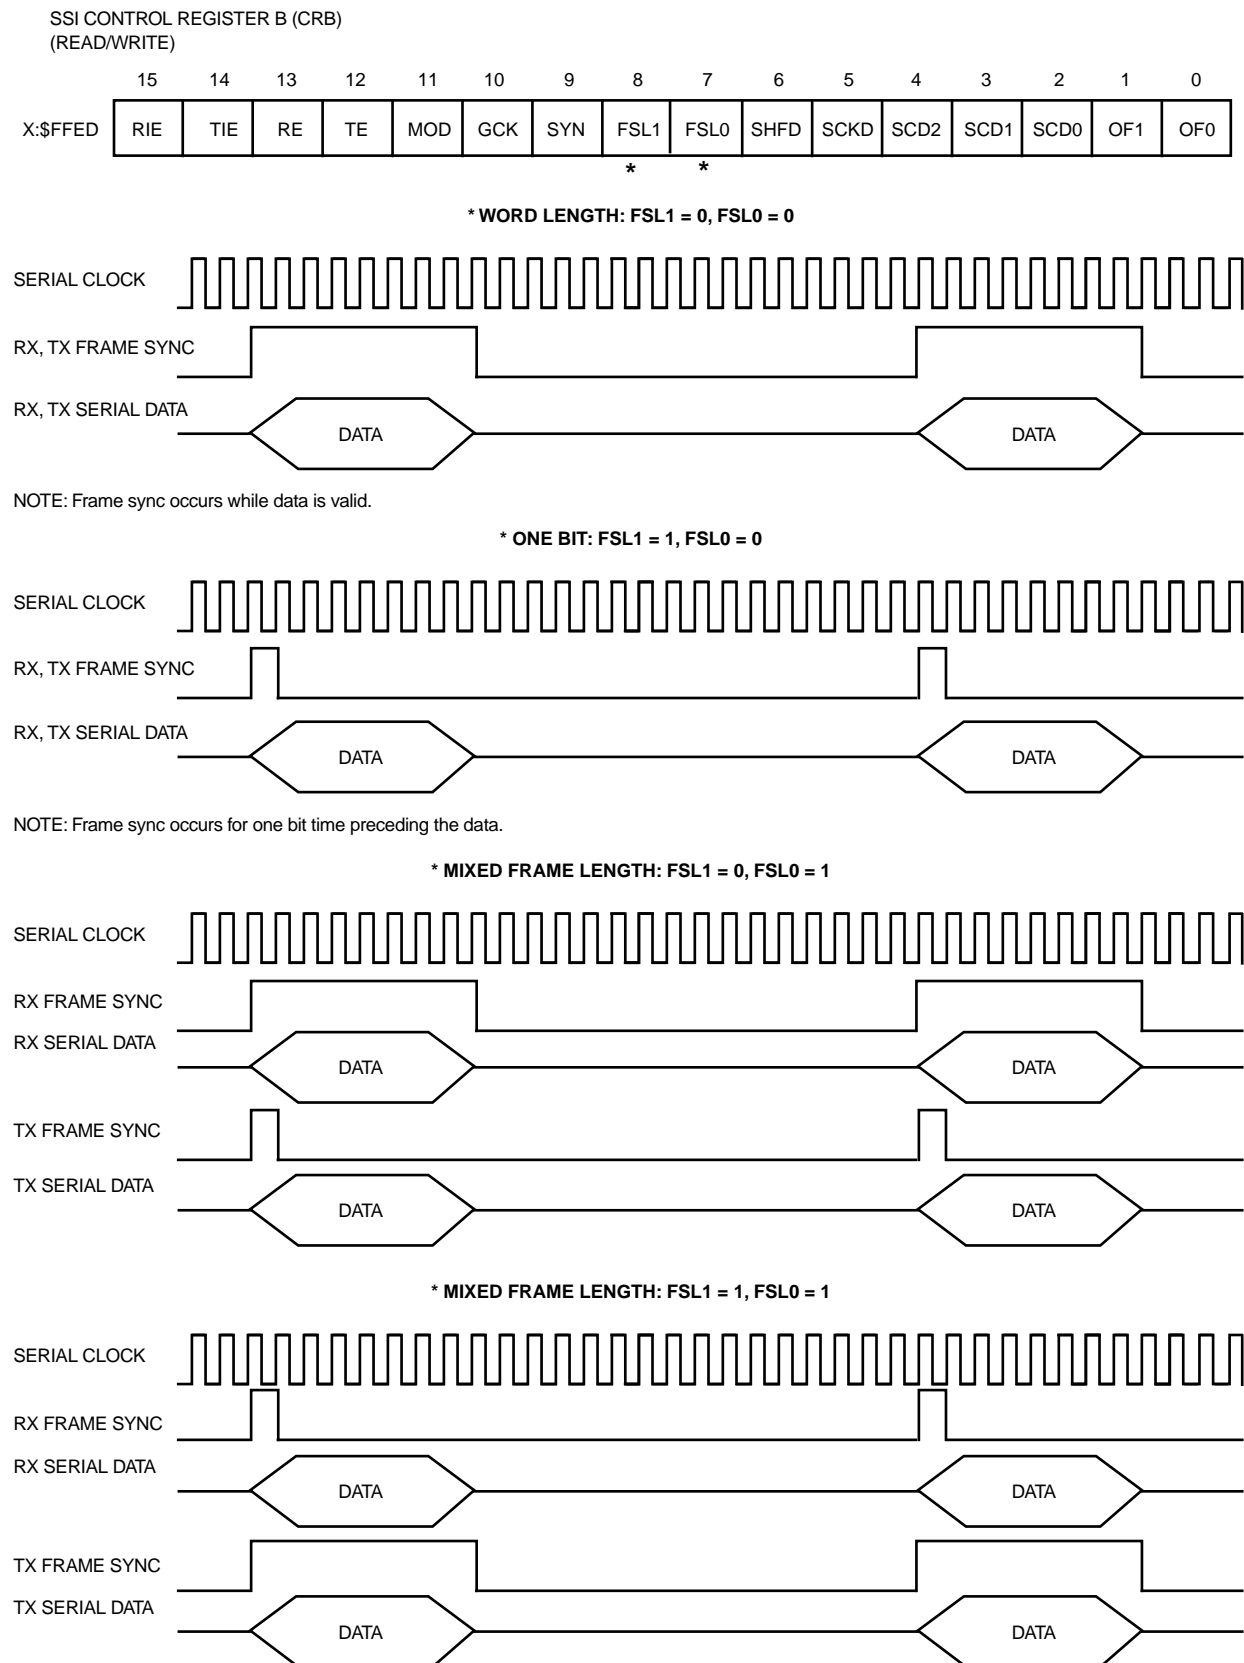 SSI CONTROL REGISTER B (CRB)
(READ/WRITE)
15 14 13 12 11 10 9 8 7 6 5 4 3 2 1 0
X:$FFED RIE TIE RE TE MOD GCK SYN FSL1 FSL0 SHFD SCKD SCD2 SCD1 SCD0 OF1 OF0
* *
* WORD LENGTH: FSL1 = 0, FSL0 = 0
SERIAL CLOCK
RX, TX FRAME SYNC
RX, TX SERIAL DATA
DATA DATA
NOTE: Frame sync occurs while data is valid.
* ONE BIT: FSL1 = 1, FSL0 = 0
SERIAL CLOCK
RX, TX FRAME SYNC
RX, TX SERIAL DATA
DATA DATA
NOTE: Frame sync occurs for one bit time preceding the data.
* MIXED FRAME LENGTH: FSL1 = 0, FSL0 = 1
SERIAL CLOCK
RX FRAME SYNC
RX SERIAL DATA
DATA DATA
TX FRAME SYNC
TX SERIAL DATA
DATA DATA
* MIXED FRAME LENGTH: FSL1 = 1, FSL0 = 1
SERIAL CLOCK
RX FRAME SYNC
RX SERIAL DATA
DATA DATA
TX FRAME SYNC
TX SERIAL DATA
DATA DATA